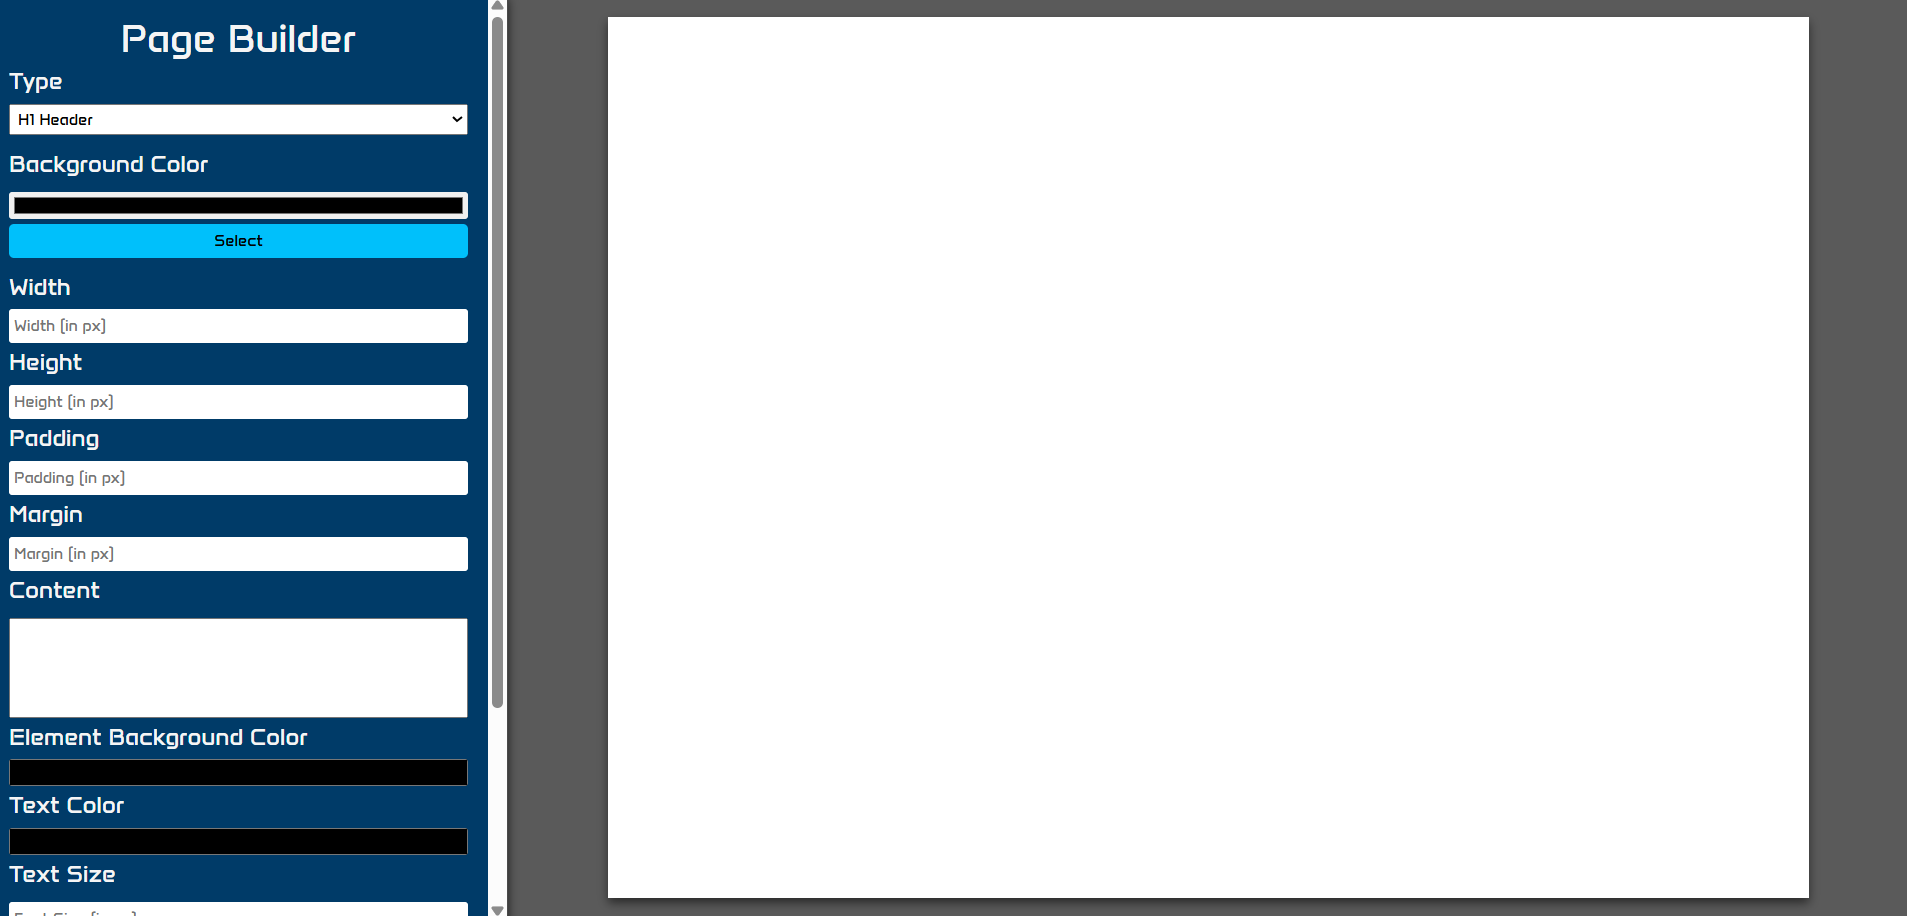 Page Builder
Type
H1 Header
Background Color
Select
Width
Width (in px)
Height
Height (in px)
Padding
Padding (in px)
Margin
Margin (in px)
Content
Element Background Color
Text Color
Text Size